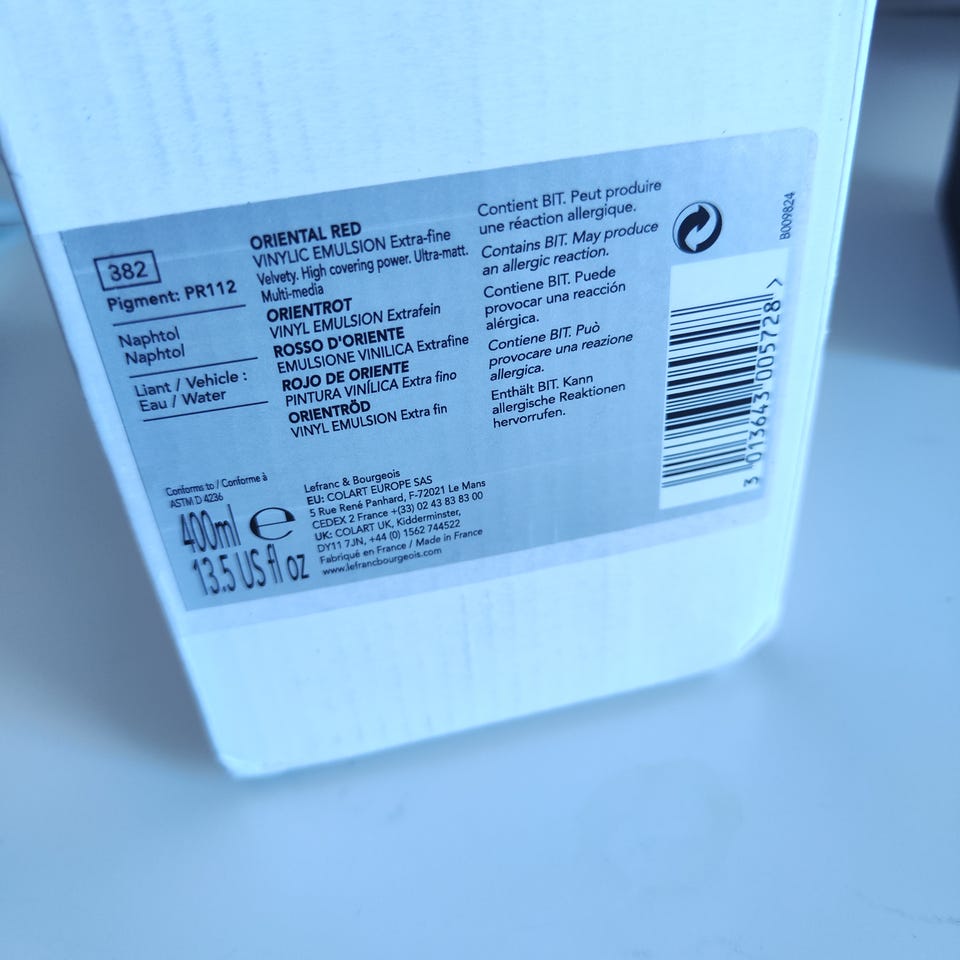 382
Pigment: PR112
Naphtol
Naphtol
Liant / Vehicle :
Eau / Water
ORIENTAL RED
VINYLIC EMULSION Extra-fine
Velvety. High covering power. Ultra-matt.
Multi-media
ORIENTROT
VINYL EMULSION Extrafein
ROSSO D'ORIENTE
EMULSIONE VINILICA Extrafine
ROJO DE ORIENTE
PINTURA VINÍLICA Extra fino
ORIENTRÖD
VINYL EMULSION Extra fin
Contient BIT. Peut produire
une réaction allergique.
Contains BIT. May produce
an allergic reaction.
Contiene BIT. Puede
provocar una reacción
alérgica.
Contiene BIT. Può
provocare una reazione
allergica.
Enthält BIT. Kann
allergische Reaktionen
hervorrufen.
B009824
3 013643 005728 >
Conforms to / Conforme à
ASTM D 4236
400ml e
13.5 US fl oz
Lefranc & Bourgeois
EU: COLART EUROPE SAS
5 Rue René Panhard, F-72021 Le Mans
CEDEX 2 France +(33) 02 43 83 83 00
UK: COLART UK, Kidderminster,
DY11 7JN, +44 (0) 1562 744522
Fabriqué en France / Made in France
www.lefrancbourgeois.com